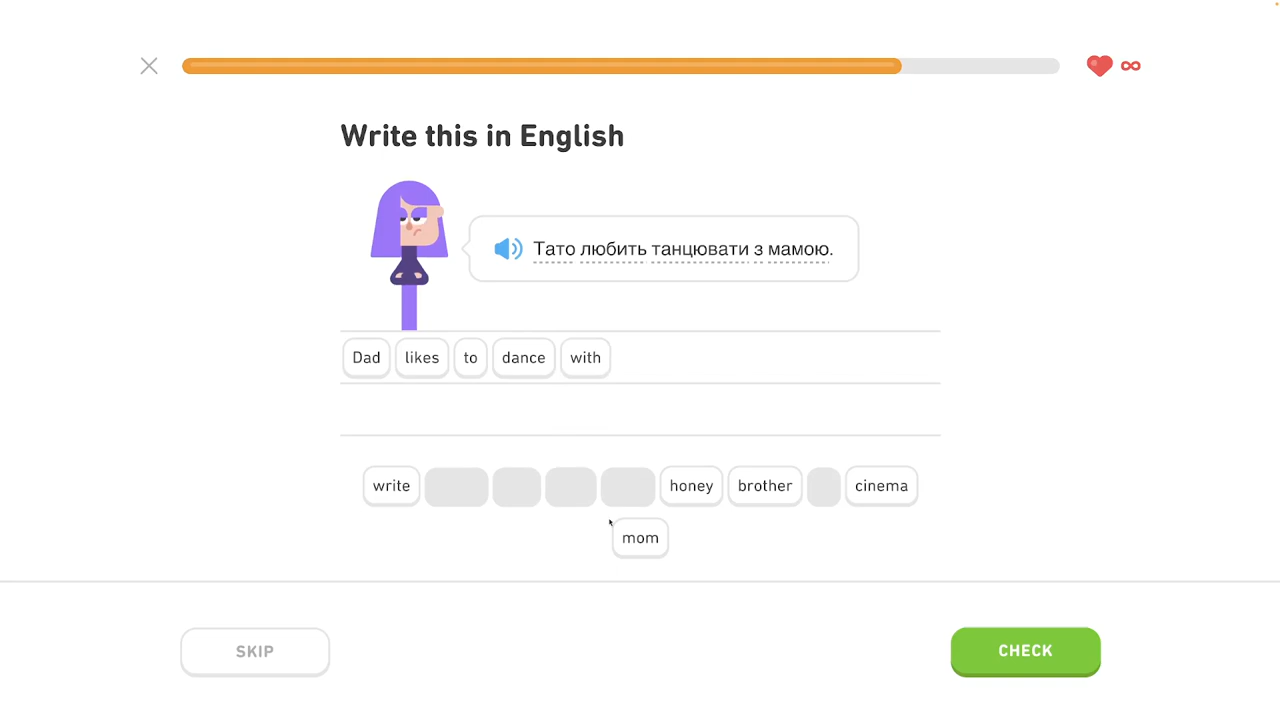 ∞
Write this in English
Тато любить танцювати з мамою.
Dad likes to dance with
write honey brother cinema
mom
SKIP CHECK